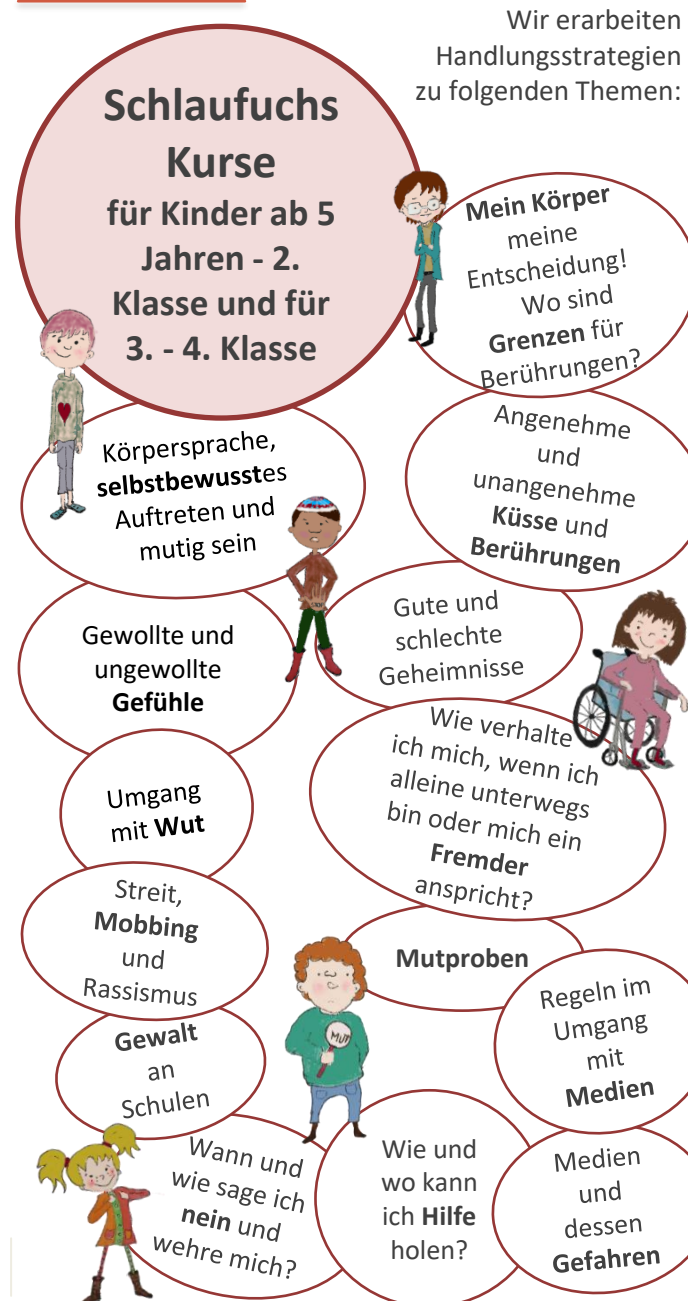 Wir erarbeiten
Handlungsstrategien
zu folgenden Themen:
Schlaufuchs
Kurse
für Kinder ab 5
Jahren - 2.
Klasse und für
3. - 4. Klasse
Mein Körper
meine
Entscheidung!
Wo sind
Grenzen für
Berührungen?
Körpersprache,
selbstbewusstes
Auftreten und
mutig sein
Angenehme
und
unangenehme
Küsse und
Berührungen
Gewollte und
ungewollte
Gefühle
Gute und
schlechte
Geheimnisse
Umgang
mit Wut
Wie verhalte
ich mich, wenn ich
alleine unterwegs
bin oder mich ein
Fremder
anspricht?
Streit,
Mobbing
und
Rassismus
Mutproben
Regeln im
Umgang
mit
Medien
Gewalt
an
Schulen
MUT
Wann und
wie sage ich
nein und
wehre mich?
Wie und
wo kann
ich Hilfe
holen?
Medien
und
dessen
Gefahren